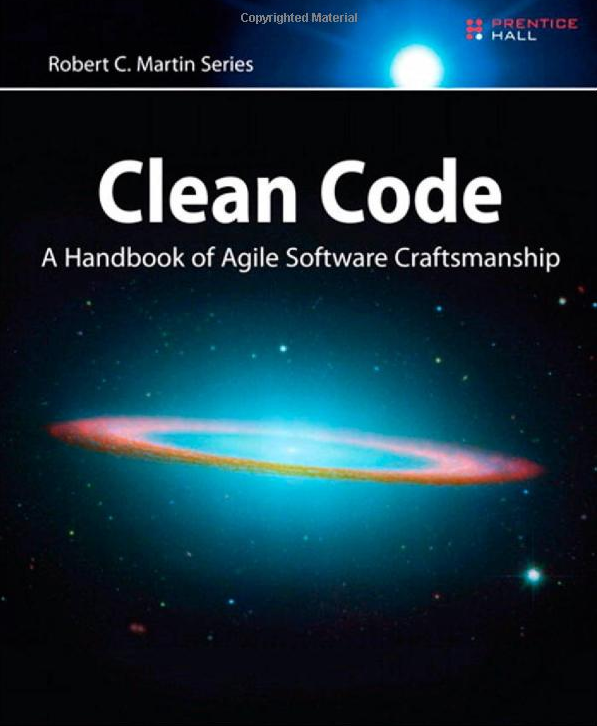 Copyrighted Material
PRENTICE
HALL
Robert C. Martin Series
Clean Code
A Handbook of Agile Software Craftsmanship